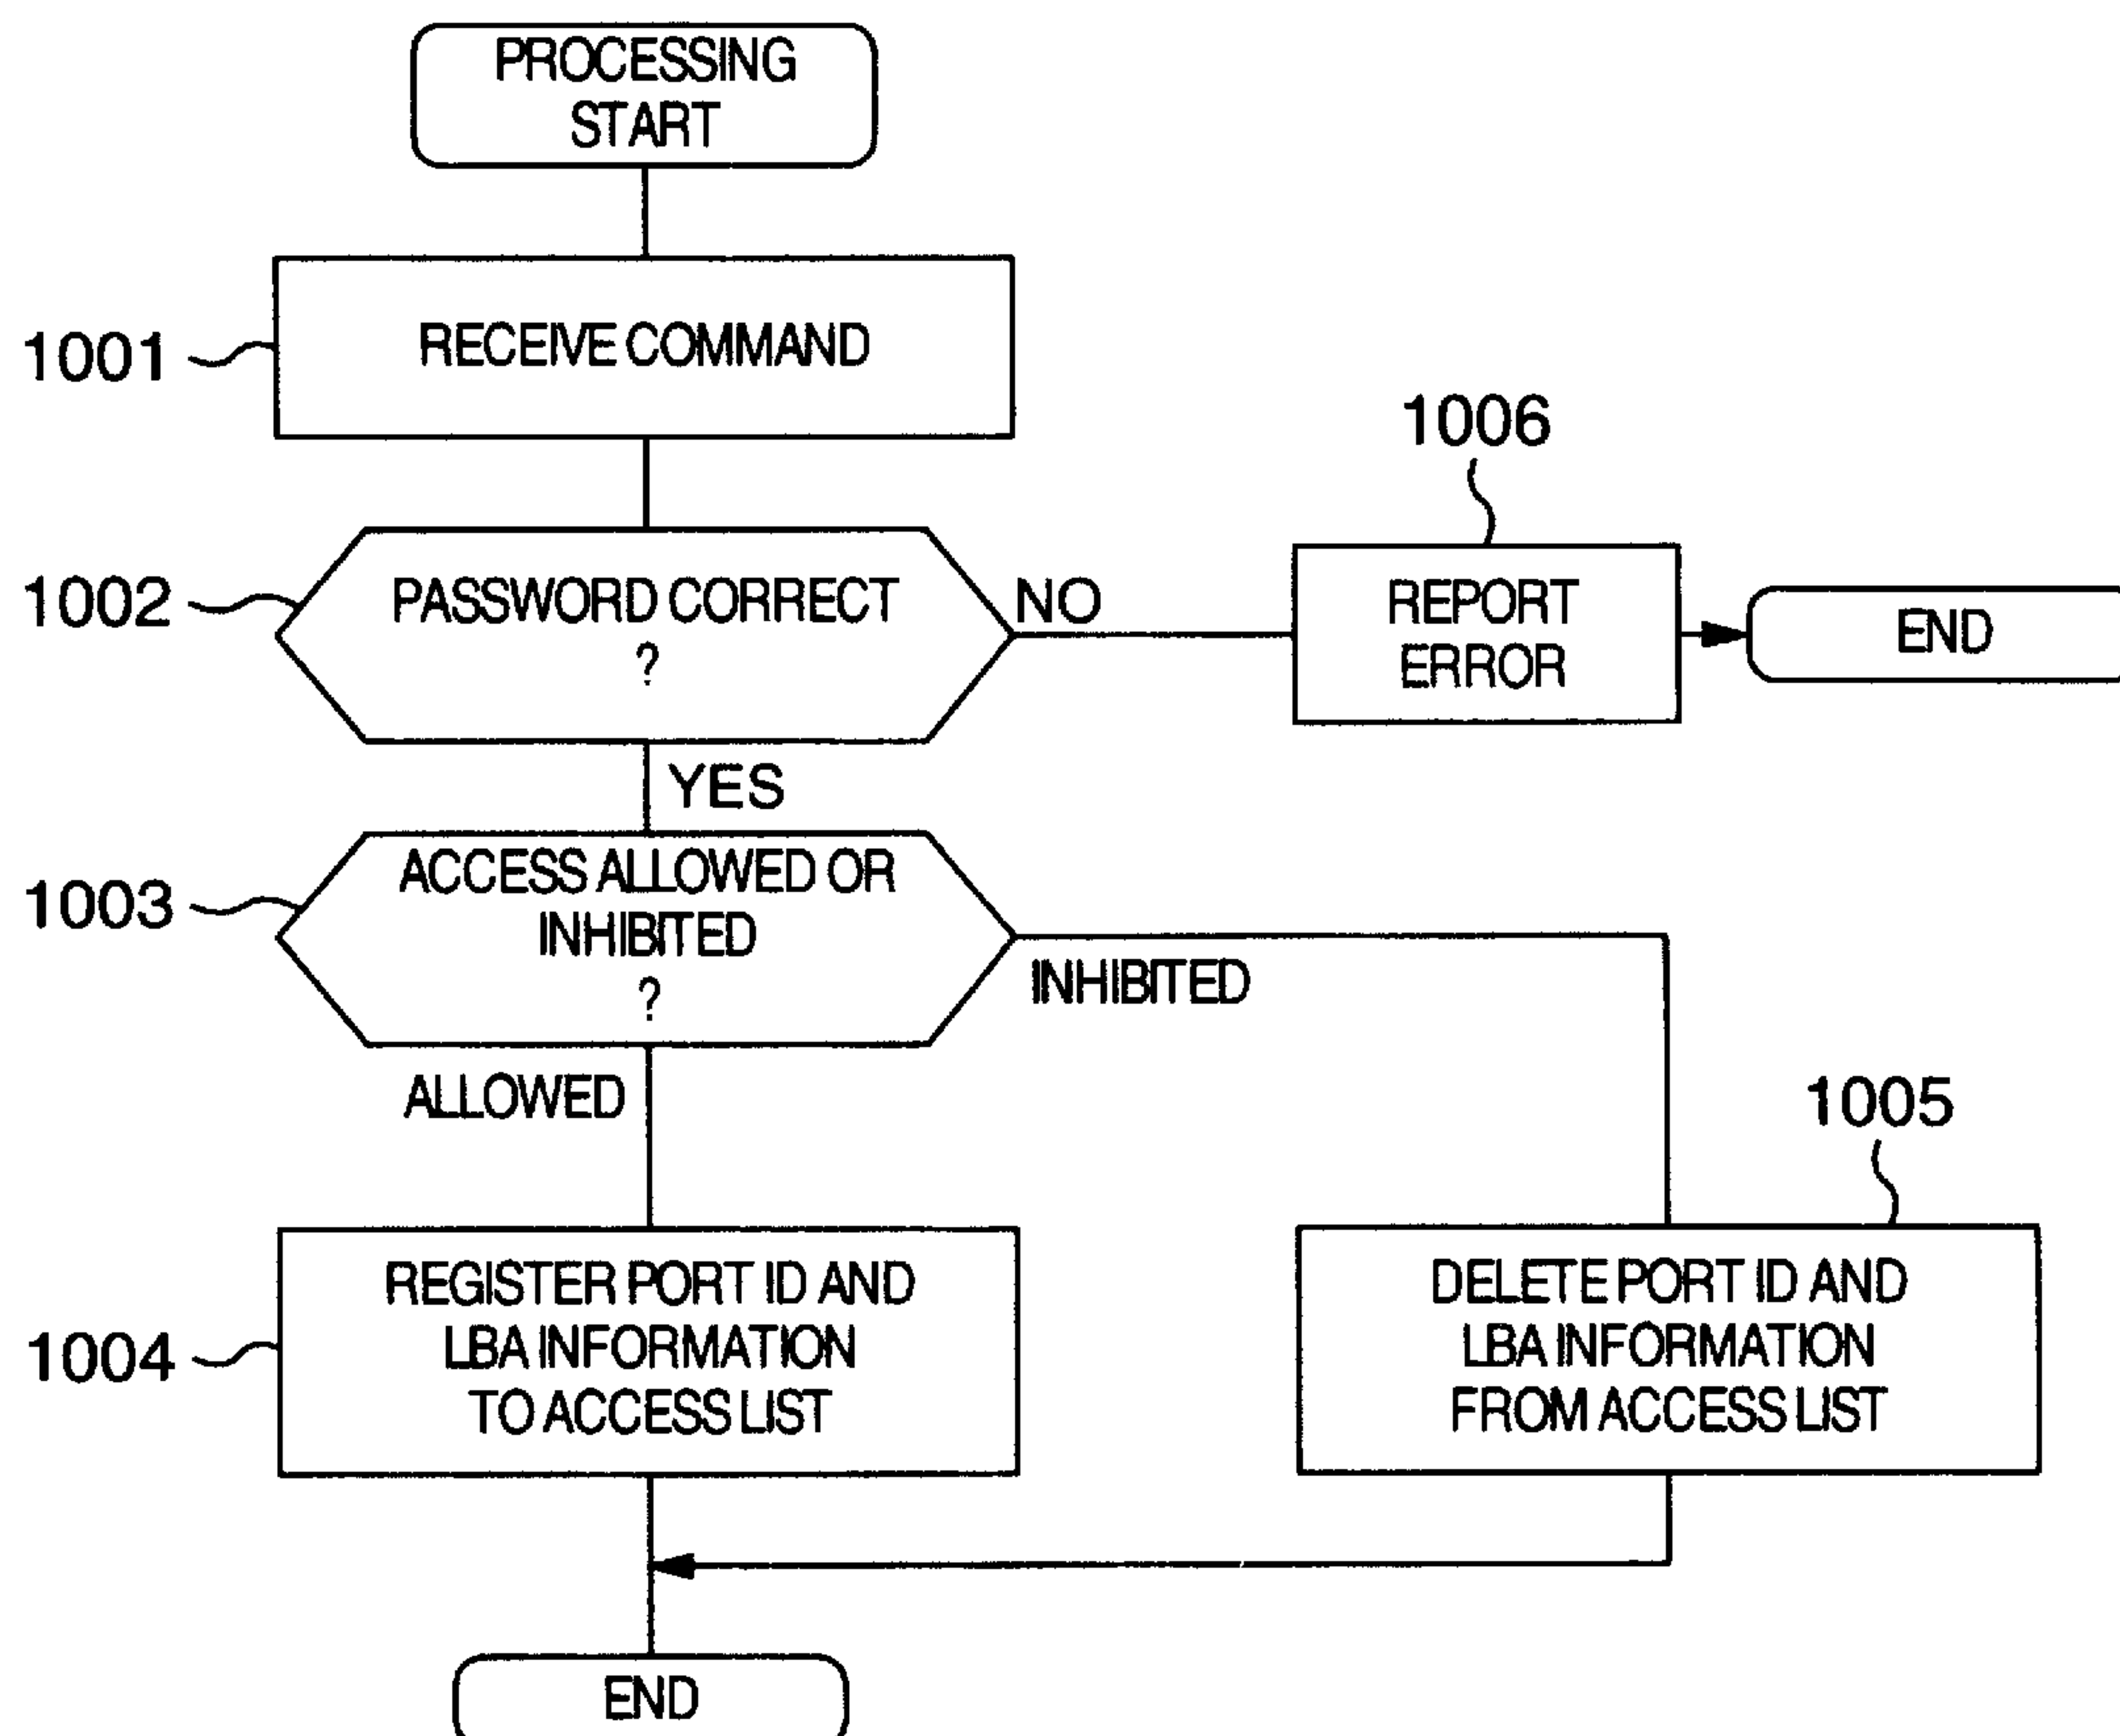 PROCESSING
START
1001
RECEIVE COMMAND
1006
1002
PASSWORD CORRECT
?
NO
REPORT
ERROR
END
YES
1003
ACCESS ALLOWED OR
INHIBITED
?
INHIBITED
ALLOWED
1005
1004
REGISTER PORT ID AND
LBA INFORMATION
TO ACCESS LIST
DELETE PORT ID AND
LBA INFORMATION
FROM ACCESS LIST
END